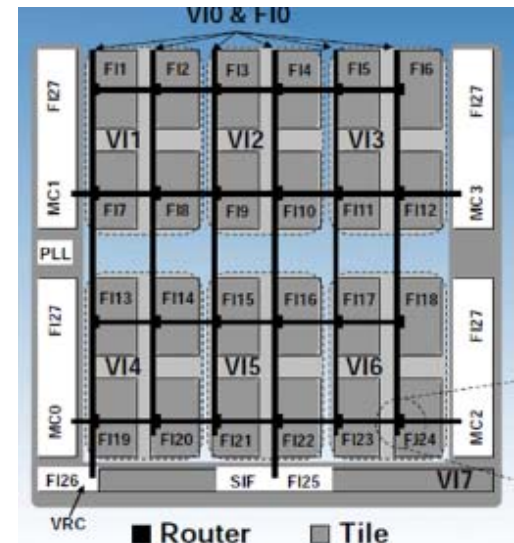 VI0 & FI0
FI1 FI2 FI3 FI4 FI5 FI6
FI27 FI27
VI1 VI2 VI3
MC1 FI7 FI8 FI9 FI10 FI11 FI12 MC3
PLL
FI27 FI13 FI14 FI15 FI16 FI17 FI18 FI27
VI4 VI5 VI6
MC0 FI19 FI20 FI21 FI22 FI23 FI24 MC2
FI26 SIF FI25 VI7
VRC
Router Tile